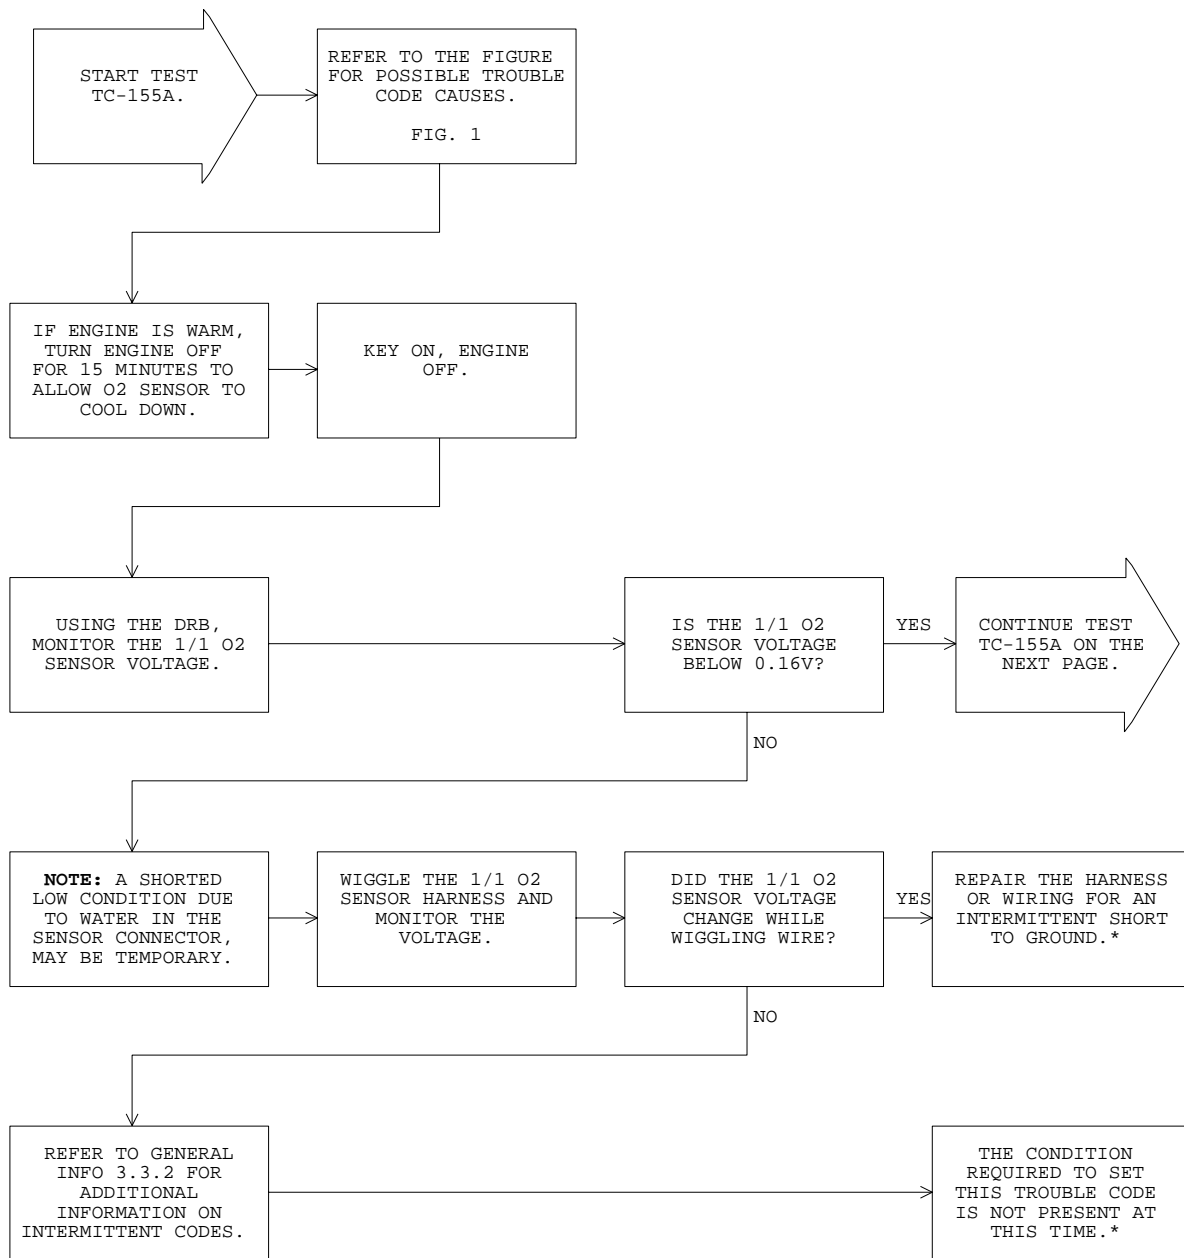 START TEST
TC-155A.
REFER TO THE FIGURE
FOR POSSIBLE TROUBLE
CODE CAUSES.
FIG. 1
IF ENGINE IS WARM,
TURN ENGINE OFF
FOR 15 MINUTES TO
ALLOW O2 SENSOR TO
COOL DOWN.
KEY ON, ENGINE
OFF.
USING THE DRB,
MONITOR THE 1/1 O2
SENSOR VOLTAGE.
IS THE 1/1 O2
SENSOR VOLTAGE
BELOW 0.16V?
YES
CONTINUE TEST
TC-155A ON THE
NEXT PAGE.
NO
NOTE: A SHORTED
LOW CONDITION DUE
TO WATER IN THE
SENSOR CONNECTOR,
MAY BE TEMPORARY.
WIGGLE THE 1/1 O2
SENSOR HARNESS AND
MONITOR THE
VOLTAGE.
DID THE 1/1 O2
SENSOR VOLTAGE
CHANGE WHILE
WIGGLING WIRE?
YES
REPAIR THE HARNESS
OR WIRING FOR AN
INTERMITTENT SHORT
TO GROUND.*
NO
REFER TO GENERAL
INFO 3.3.2 FOR
ADDITIONAL
INFORMATION ON
INTERMITTENT CODES.
THE CONDITION
REQUIRED TO SET
THIS TROUBLE CODE
IS NOT PRESENT AT
THIS TIME.*